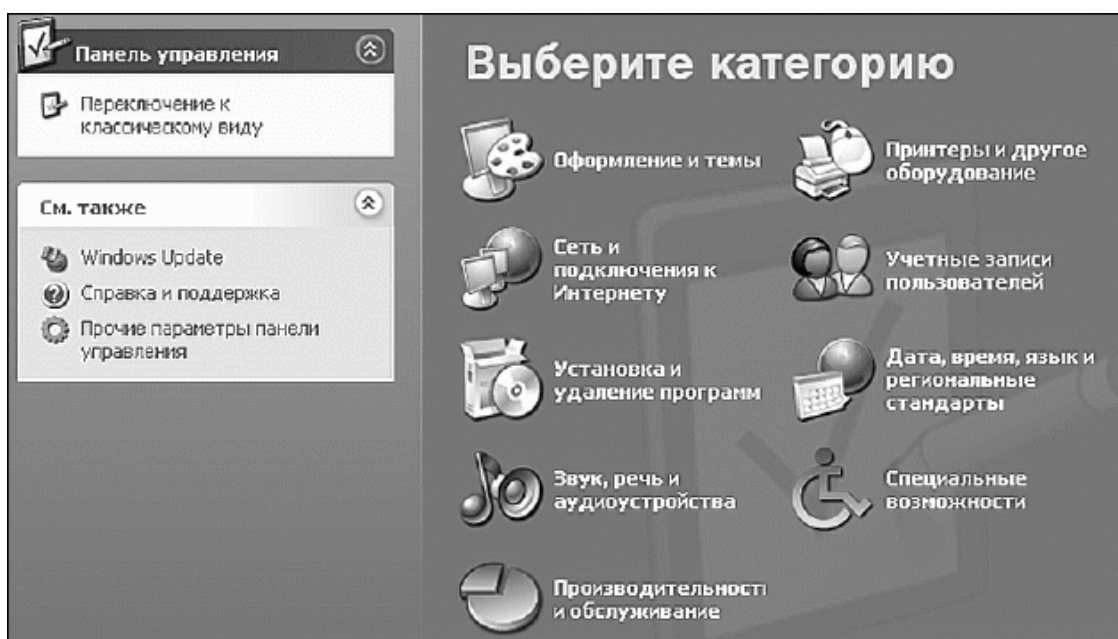 Панель управления
Переключение к
классическому виду
См. также
Windows Update
Справка и поддержка
Прочие параметры панели
управления
Выберите категорию
Оформление и темы
Принтеры и другое
оборудование
Сеть и
подключения к
Интернету
Учетные записи
пользователей
Установка и
удаление программ
Дата, время, язык и
региональные
стандарты
Звук, речь и
аудиоустройства
Специальные
возможности
Производительность
и обслуживание